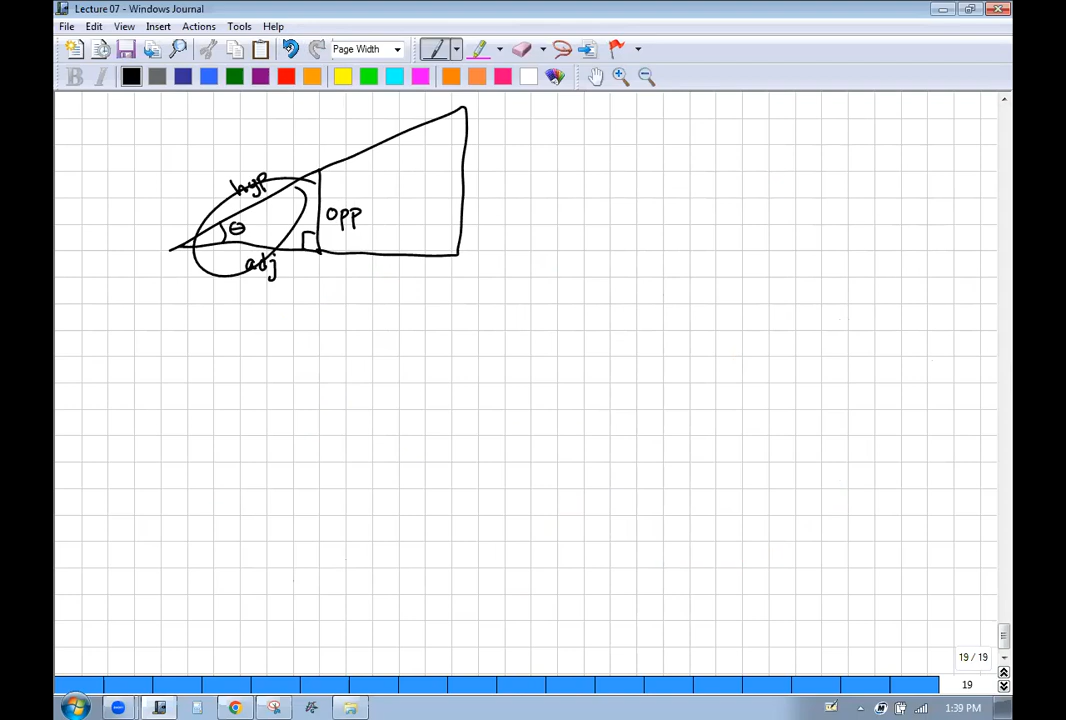 Lecture 07 - Windows Journal
File Edit View Insert Actions Tools Help
Page Width
B I
hyp
θ
opp
adj
19 / 19
19
1:39 PM